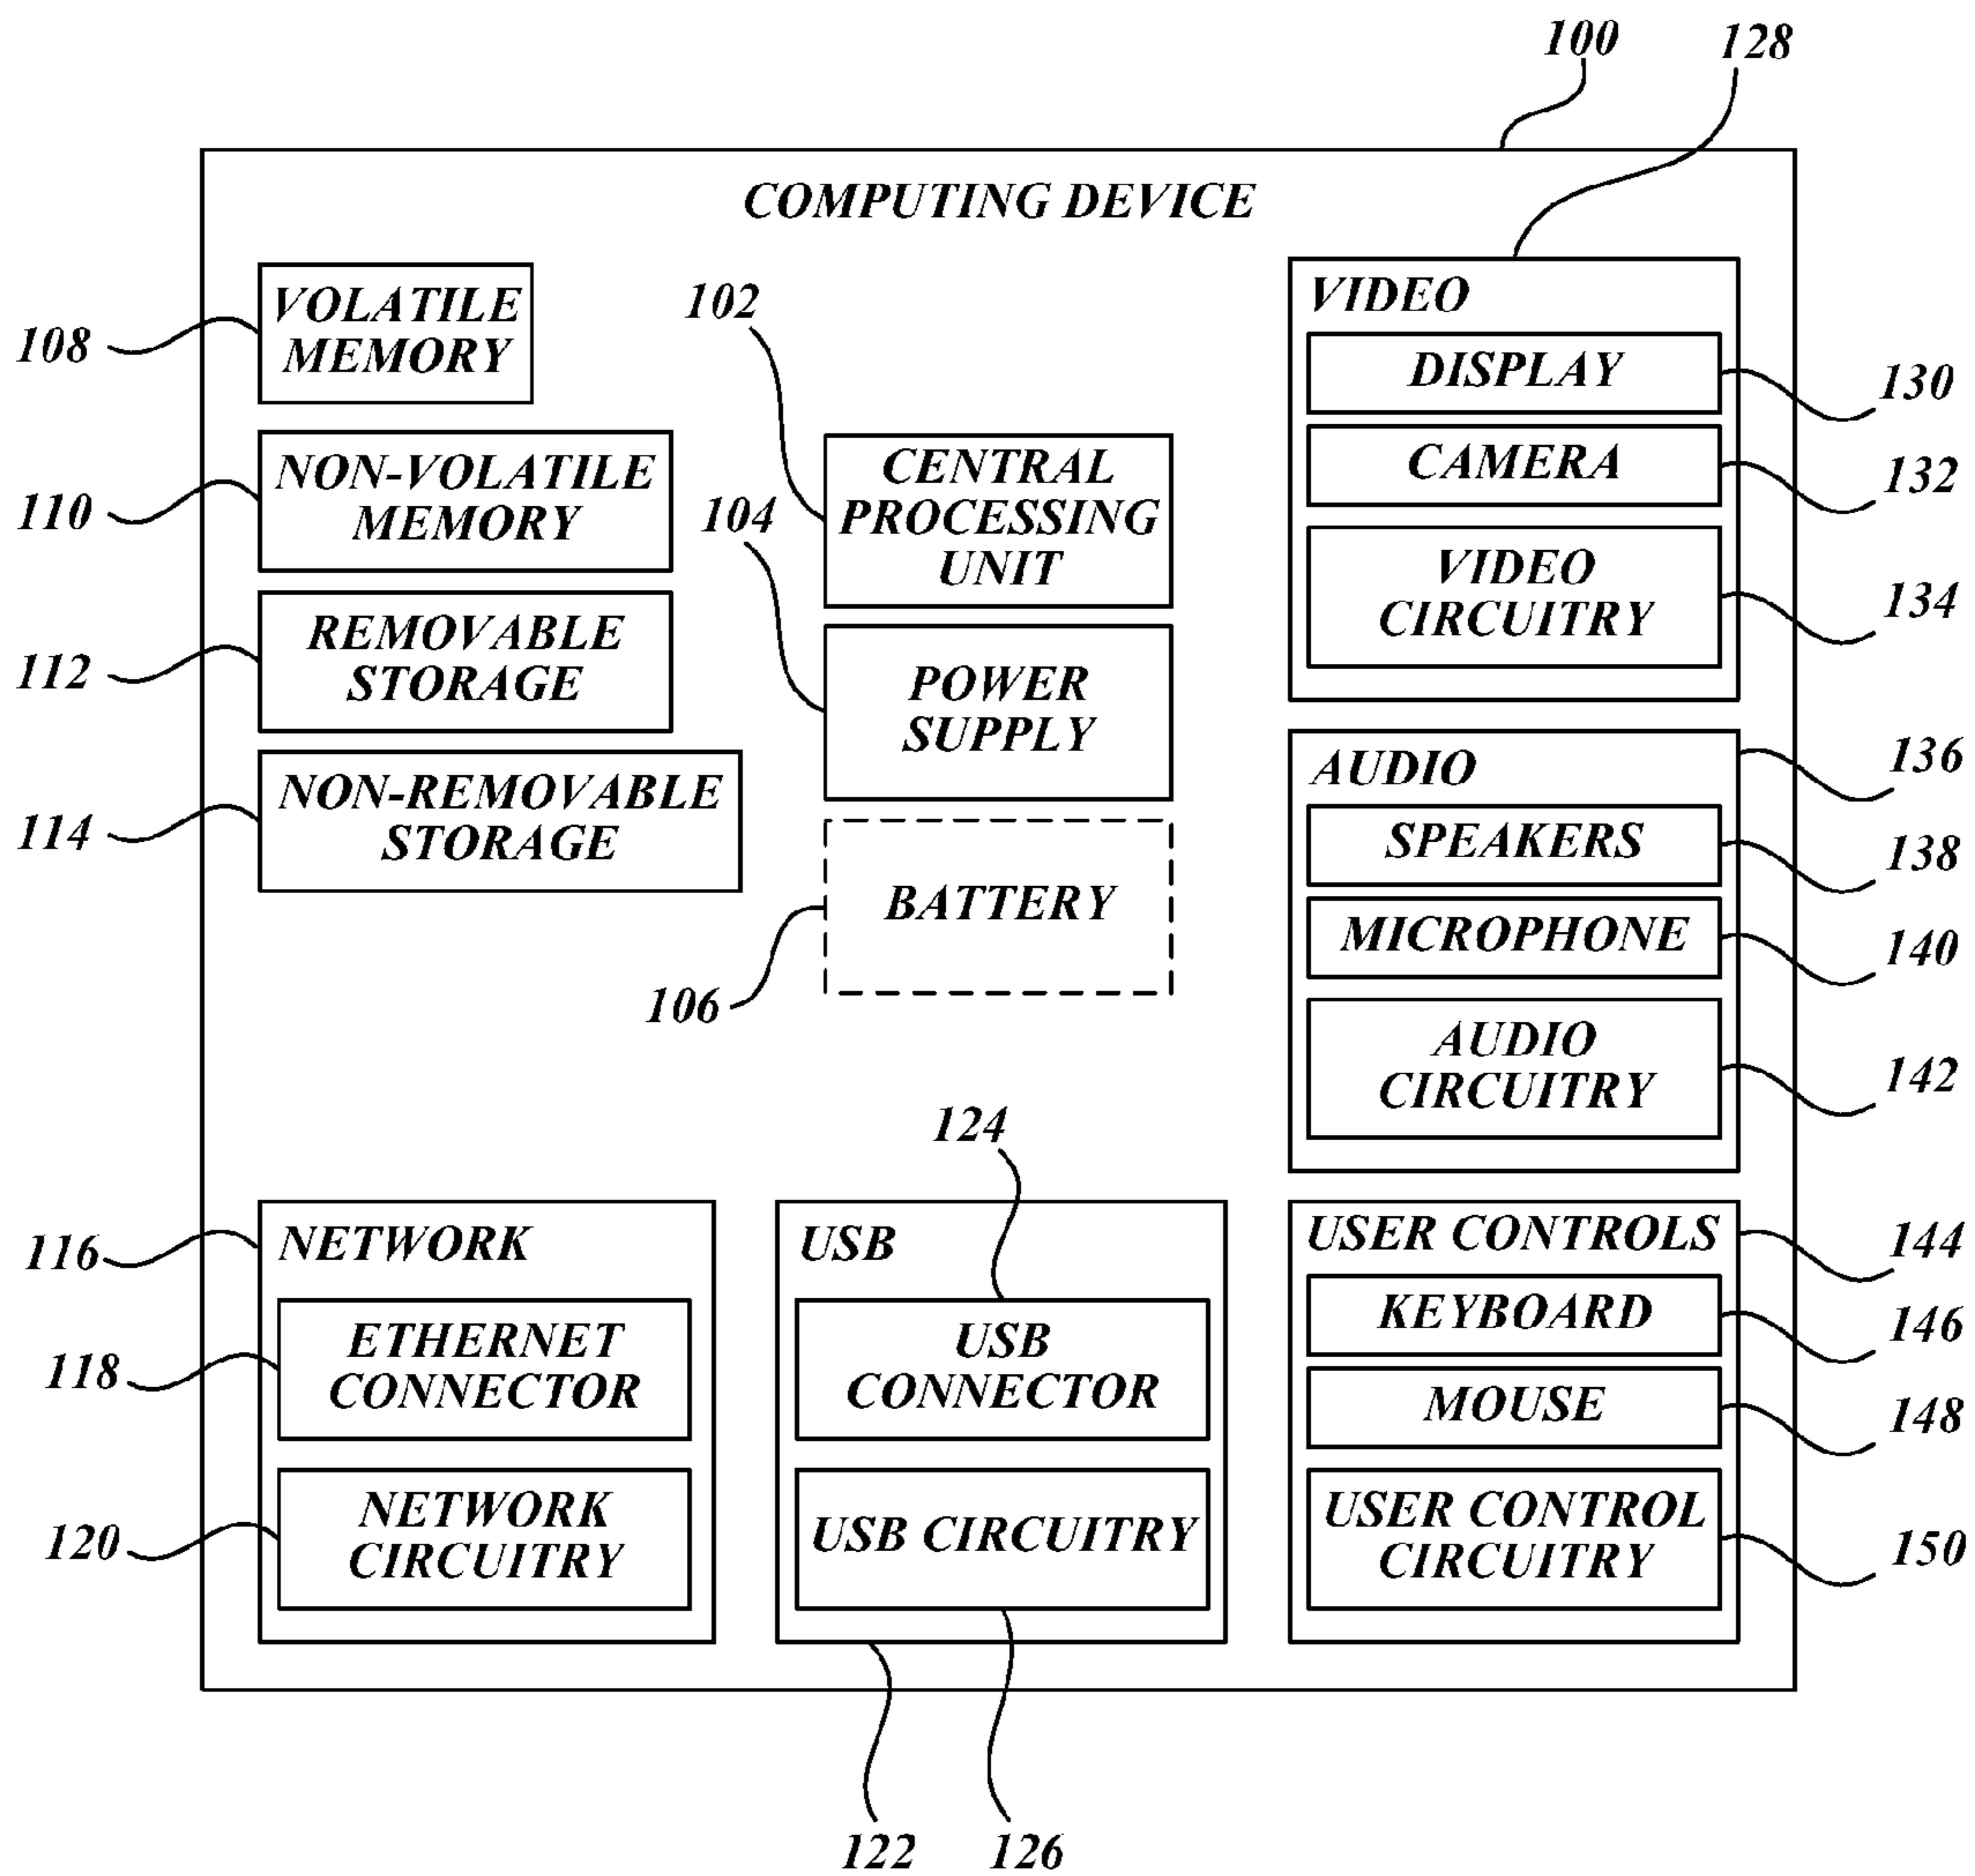 100
128
COMPUTING DEVICE
108
VOLATILE
MEMORY
110
NON-VOLATILE
MEMORY
112
REMOVABLE
STORAGE
114
NON-REMOVABLE
STORAGE
102
CENTRAL
PROCESSING
UNIT
104
POWER
SUPPLY
106
BATTERY
VIDEO
DISPLAY
130
CAMERA
132
VIDEO
CIRCUITRY
134
AUDIO
136
SPEAKERS
138
MICROPHONE
140
AUDIO
CIRCUITRY
142
116
NETWORK
118
ETHERNET
CONNECTOR
120
NETWORK
CIRCUITRY
124
USB
USB
CONNECTOR
USB CIRCUITRY
122
126
USER CONTROLS
144
KEYBOARD
146
MOUSE
148
USER CONTROL
CIRCUITRY
150